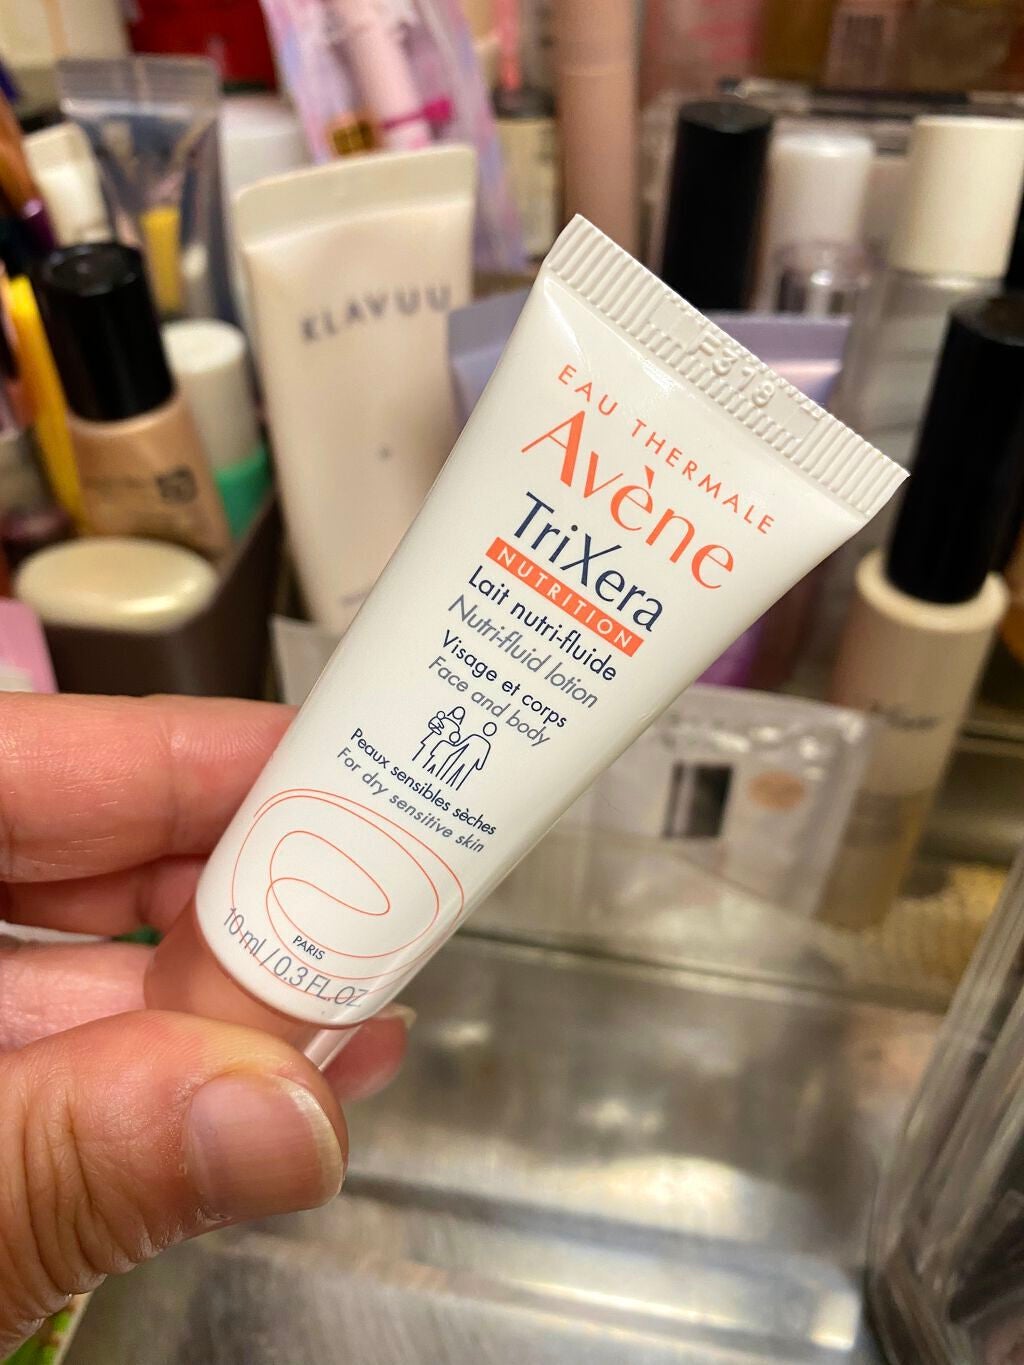 KLAVUU
F318
EAU THERMALE
Avène
TriXera
NUTRITION
Lait nutri-fluide
Nutri-fluid lotion
Visage et corps
Face and body
Peaux sensibles sèches
For dry sensitive skin
PARIS
10 ml / 0.3 FL.OZ.